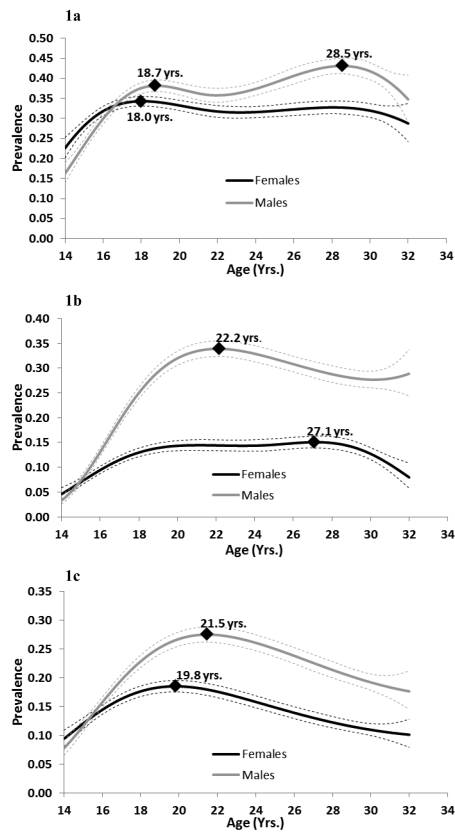 1a
0.50
28.5 yrs.
0.45
18.7 yrs.
0.40
0.35
18.0 yrs.
0.30
0.25
0.20
Prevalence
0.15
Females
0.10
Males
0.05
0.00
14 16 18 20 22 24 26 28 30 32 34
Age (Yrs.)
1b
0.40
22.2 yrs.
0.35
0.30
0.25
0.20
Prevalence
27.1 yrs.
0.15
0.10
Females
0.05
Males
0.00
14 16 18 20 22 24 26 28 30 32 34
Age (Yrs.)
1c
0.35
0.30
21.5 yrs.
0.25
19.8 yrs.
0.20
Prevalence
0.15
0.10
Females
0.05
Males
0.00
14 16 18 20 22 24 26 28 30 32 34
Age (Yrs.)